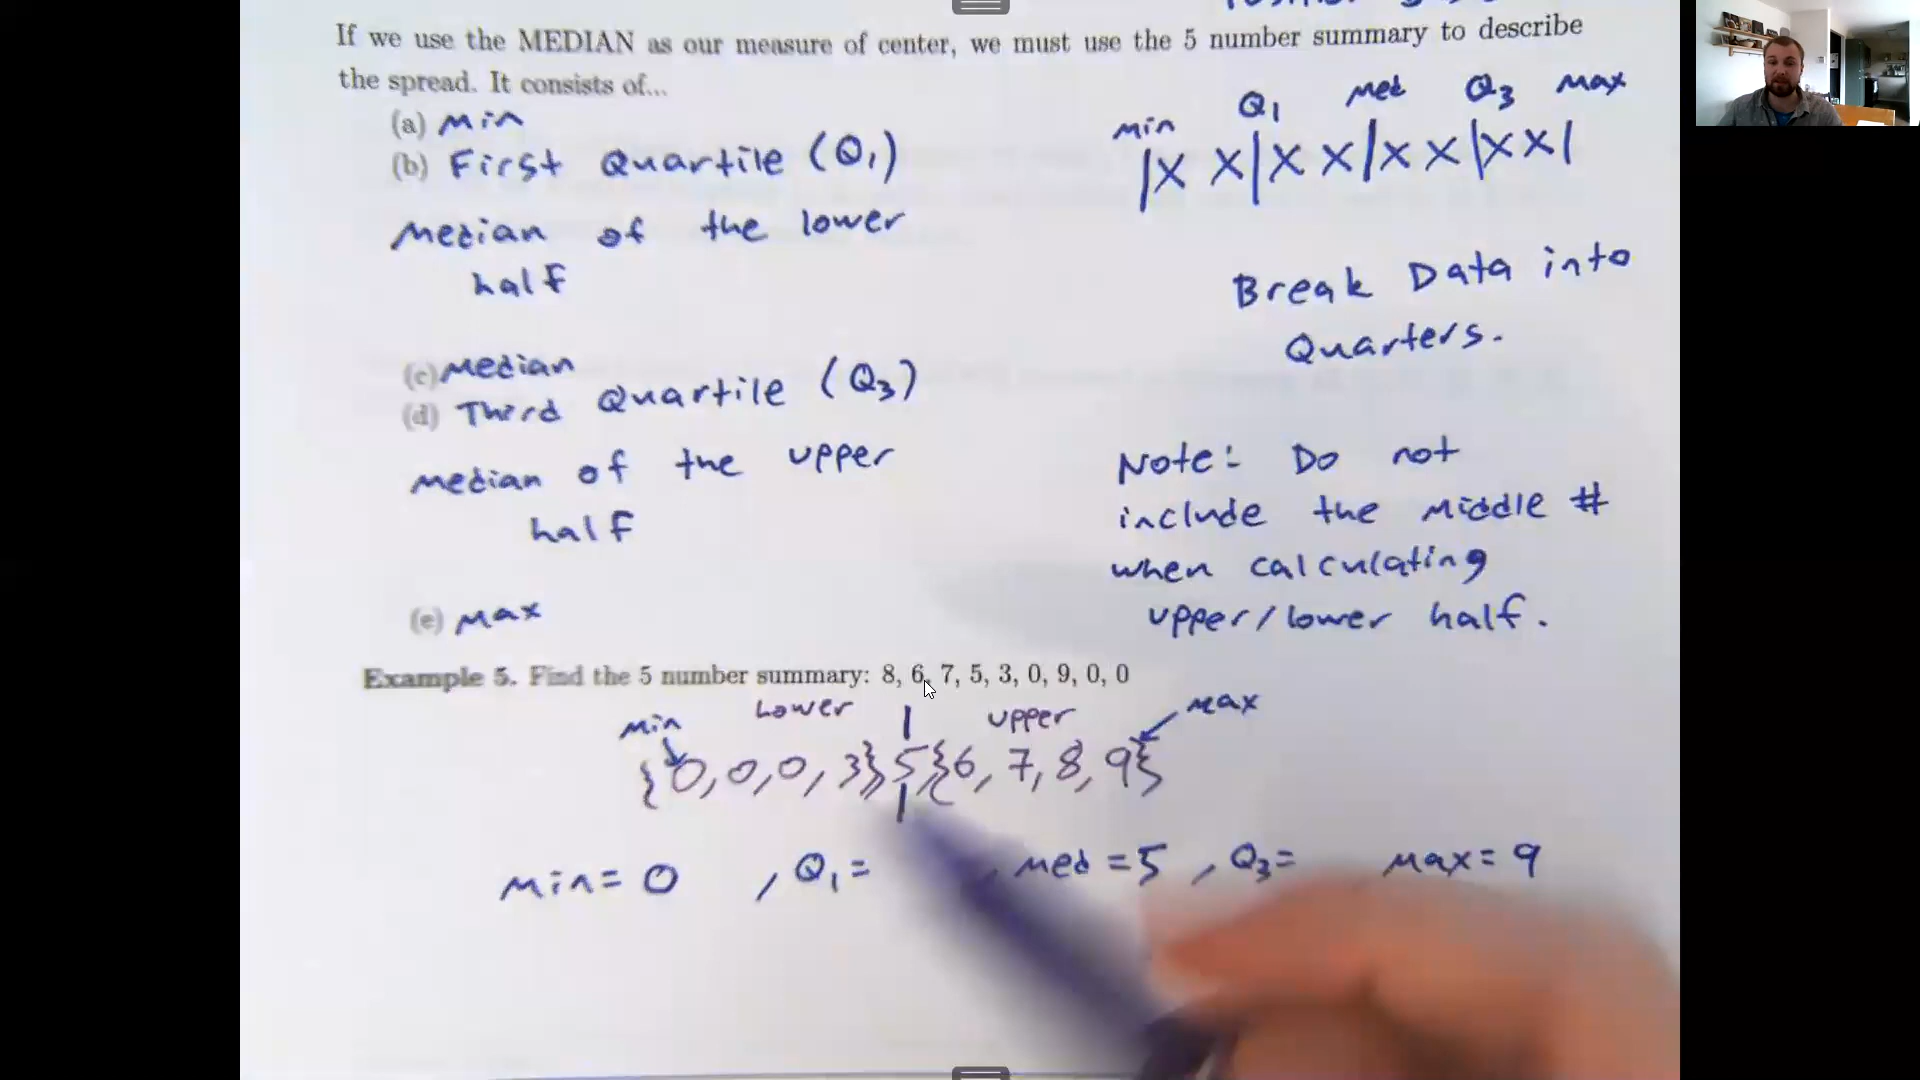 If we use the MEDIAN as our measure of center, we must use the 5 number summary to describe
the spread. It consists of...
(a) Min
(b) First Quartile (Q1)
Median of the lower
half
(c) Median
(d) Third Quartile (Q3)
Median of the upper
half
(e) Max
Min Q1 Med Q3 Max
|X X|X X|X X|X X|
Break Data into
Quarters.
Note: Do not
include the middle #
when calculating
upper/lower half.
Example 5. Find the 5 number summary: 8, 6, 7, 5, 3, 0, 9, 0, 0
Min Lower upper Max
{0, 0, 0, 3} 5 {6, 7, 8, 9}
Min = 0 , Q1 = , Med = 5 , Q3 = Max = 9